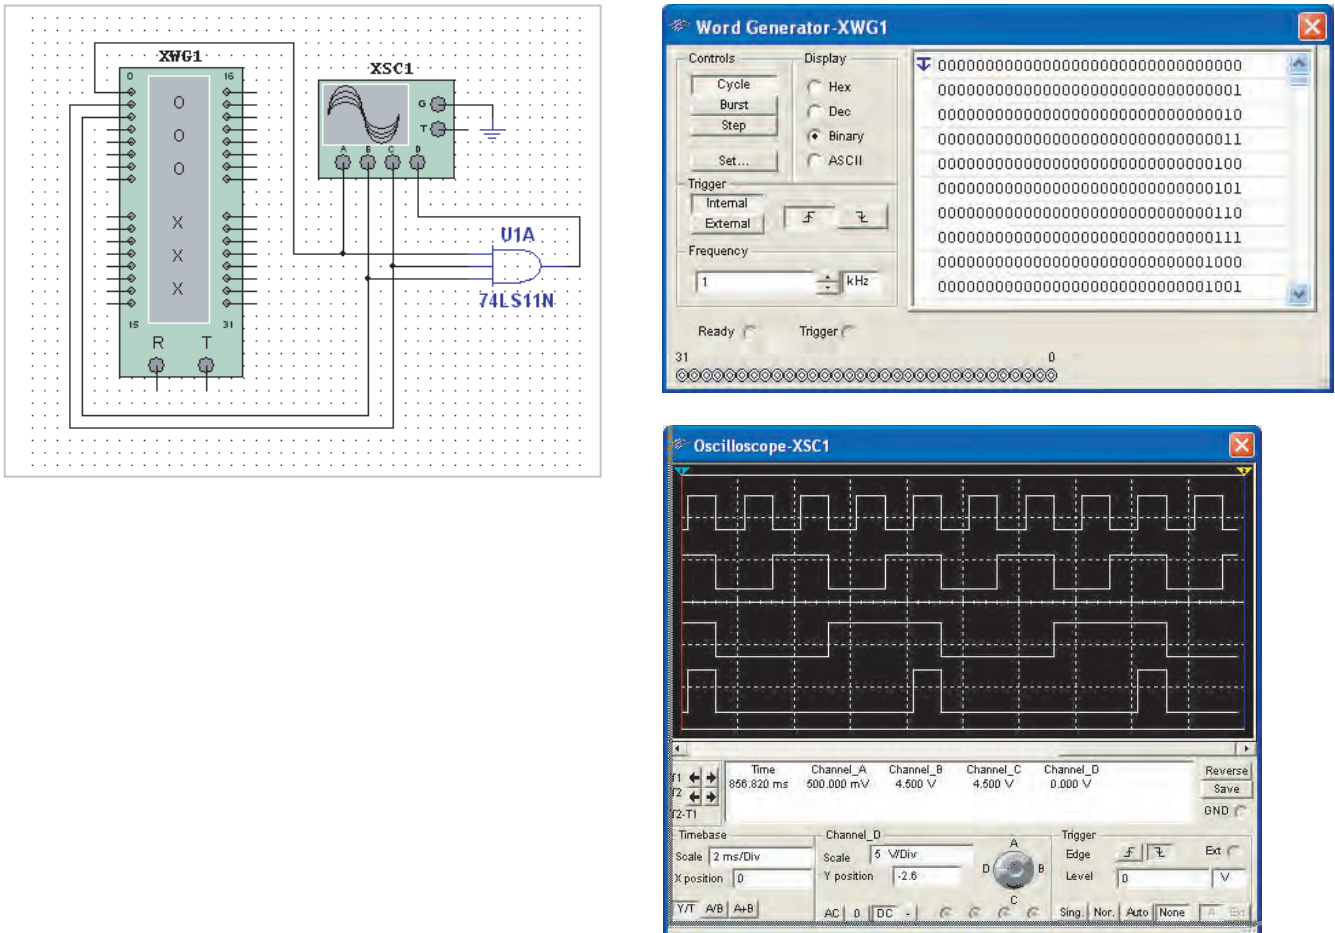 XWG1
0 16
O
O
O
X
X
X
15 31
R T
XSC1
G
T
A B C D
U1A
74LS11N
Word Generator-XWG1
Controls
Cycle
Burst
Step
Set...
Display
Hex
Dec
Binary
ASCII
Trigger
Internal
External
Frequency
1 kHz
Ready Trigger
31 0
00000000000000000000000000000000
00000000000000000000000000000001
00000000000000000000000000000010
00000000000000000000000000000011
00000000000000000000000000000100
00000000000000000000000000000101
00000000000000000000000000000110
00000000000000000000000000000111
00000000000000000000000000001000
00000000000000000000000000001001
Oscilloscope-XSC1
T1
T2
T2-T1
Time Channel_A Channel_B Channel_C Channel_D
856.820 ms 500.000 mV 4.500 V 4.500 V 0.000 V
Reverse
Save
GND
Timebase
Scale 2 ms/Div
X position 0
Y/T A/B A+B
Channel_D
Scale 5 V/Div
Y position -2.6
AC 0 DC -
A
D B
C
Trigger
Edge Ext
Level 0 V
Sing. Nor. Auto None A Ext